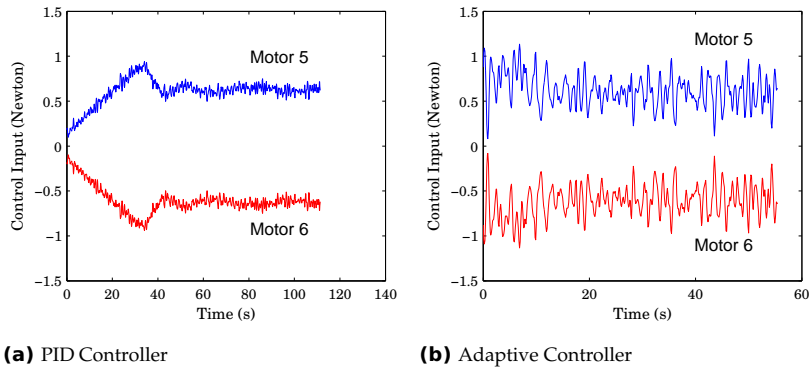 1.5
1
0.5
0
−0.5
−1
−1.5
Control Input (Newton)
Motor 5
Motor 6
0 20 40 60 80 100 120 140
Time (s)
(a) PID Controller
1.5
1
0.5
0
−0.5
−1
−1.5
Control Input (Newton)
Motor 5
Motor 6
0 20 40 60
Time (s)
(b) Adaptive Controller